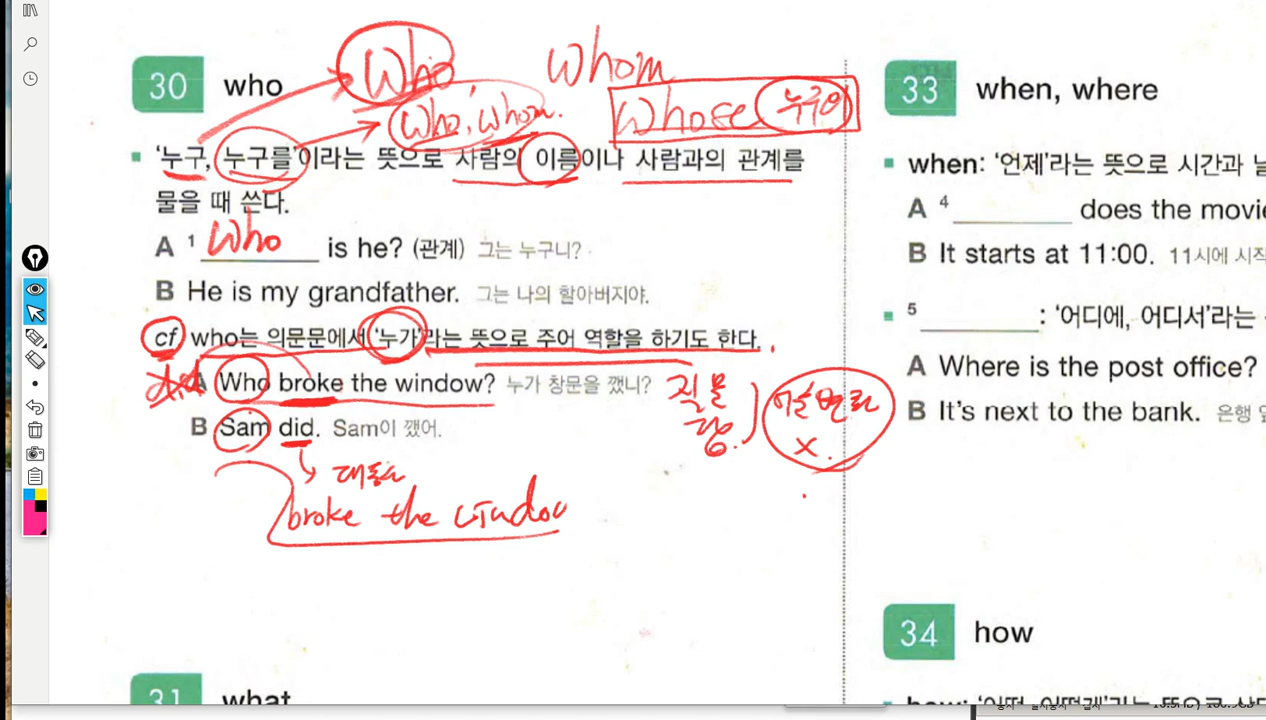 Who whom
30 who
who, whom. whose 누구의
'누구, 누구를'이라는 뜻으로 사람의 이름이나 사람과의 관계를
물을 때 쓴다.
A 1 Who is he? (관계) 그는 누구니?
B He is my grandfather. 그는 나의 할아버지야.
cf who는 의문문에서 '누가'라는 뜻으로 주어 역할을 하기도 한다.
Who broke the window? 누가 창문을 깼니? 질문
B Sam did. Sam이 깼어.
대동사
broke the window
31 what
33 when, where
when: '언제'라는 뜻으로 시간과 날
A 4 ________ does the movie
B It starts at 11:00. 11시에 시작
5 ________ : '어디에, 어디서'라는
A Where is the post office?
B It's next to the bank. 은행 옆
34 how